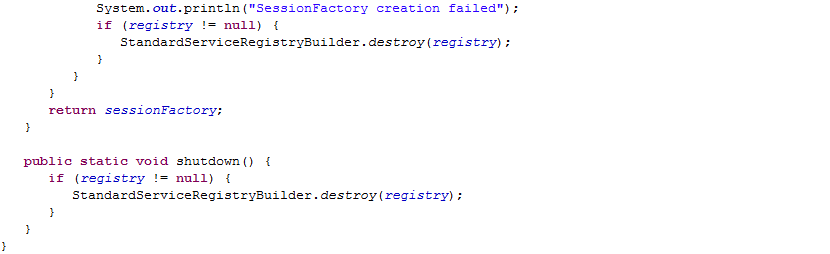 System.out.println("SessionFactory creation failed");
            if (registry != null) {
               StandardServiceRegistryBuilder.destroy(registry);
            }
         }
      }
      return sessionFactory;
   }

   public static void shutdown() {
      if (registry != null) {
         StandardServiceRegistryBuilder.destroy(registry);
      }
   }
}